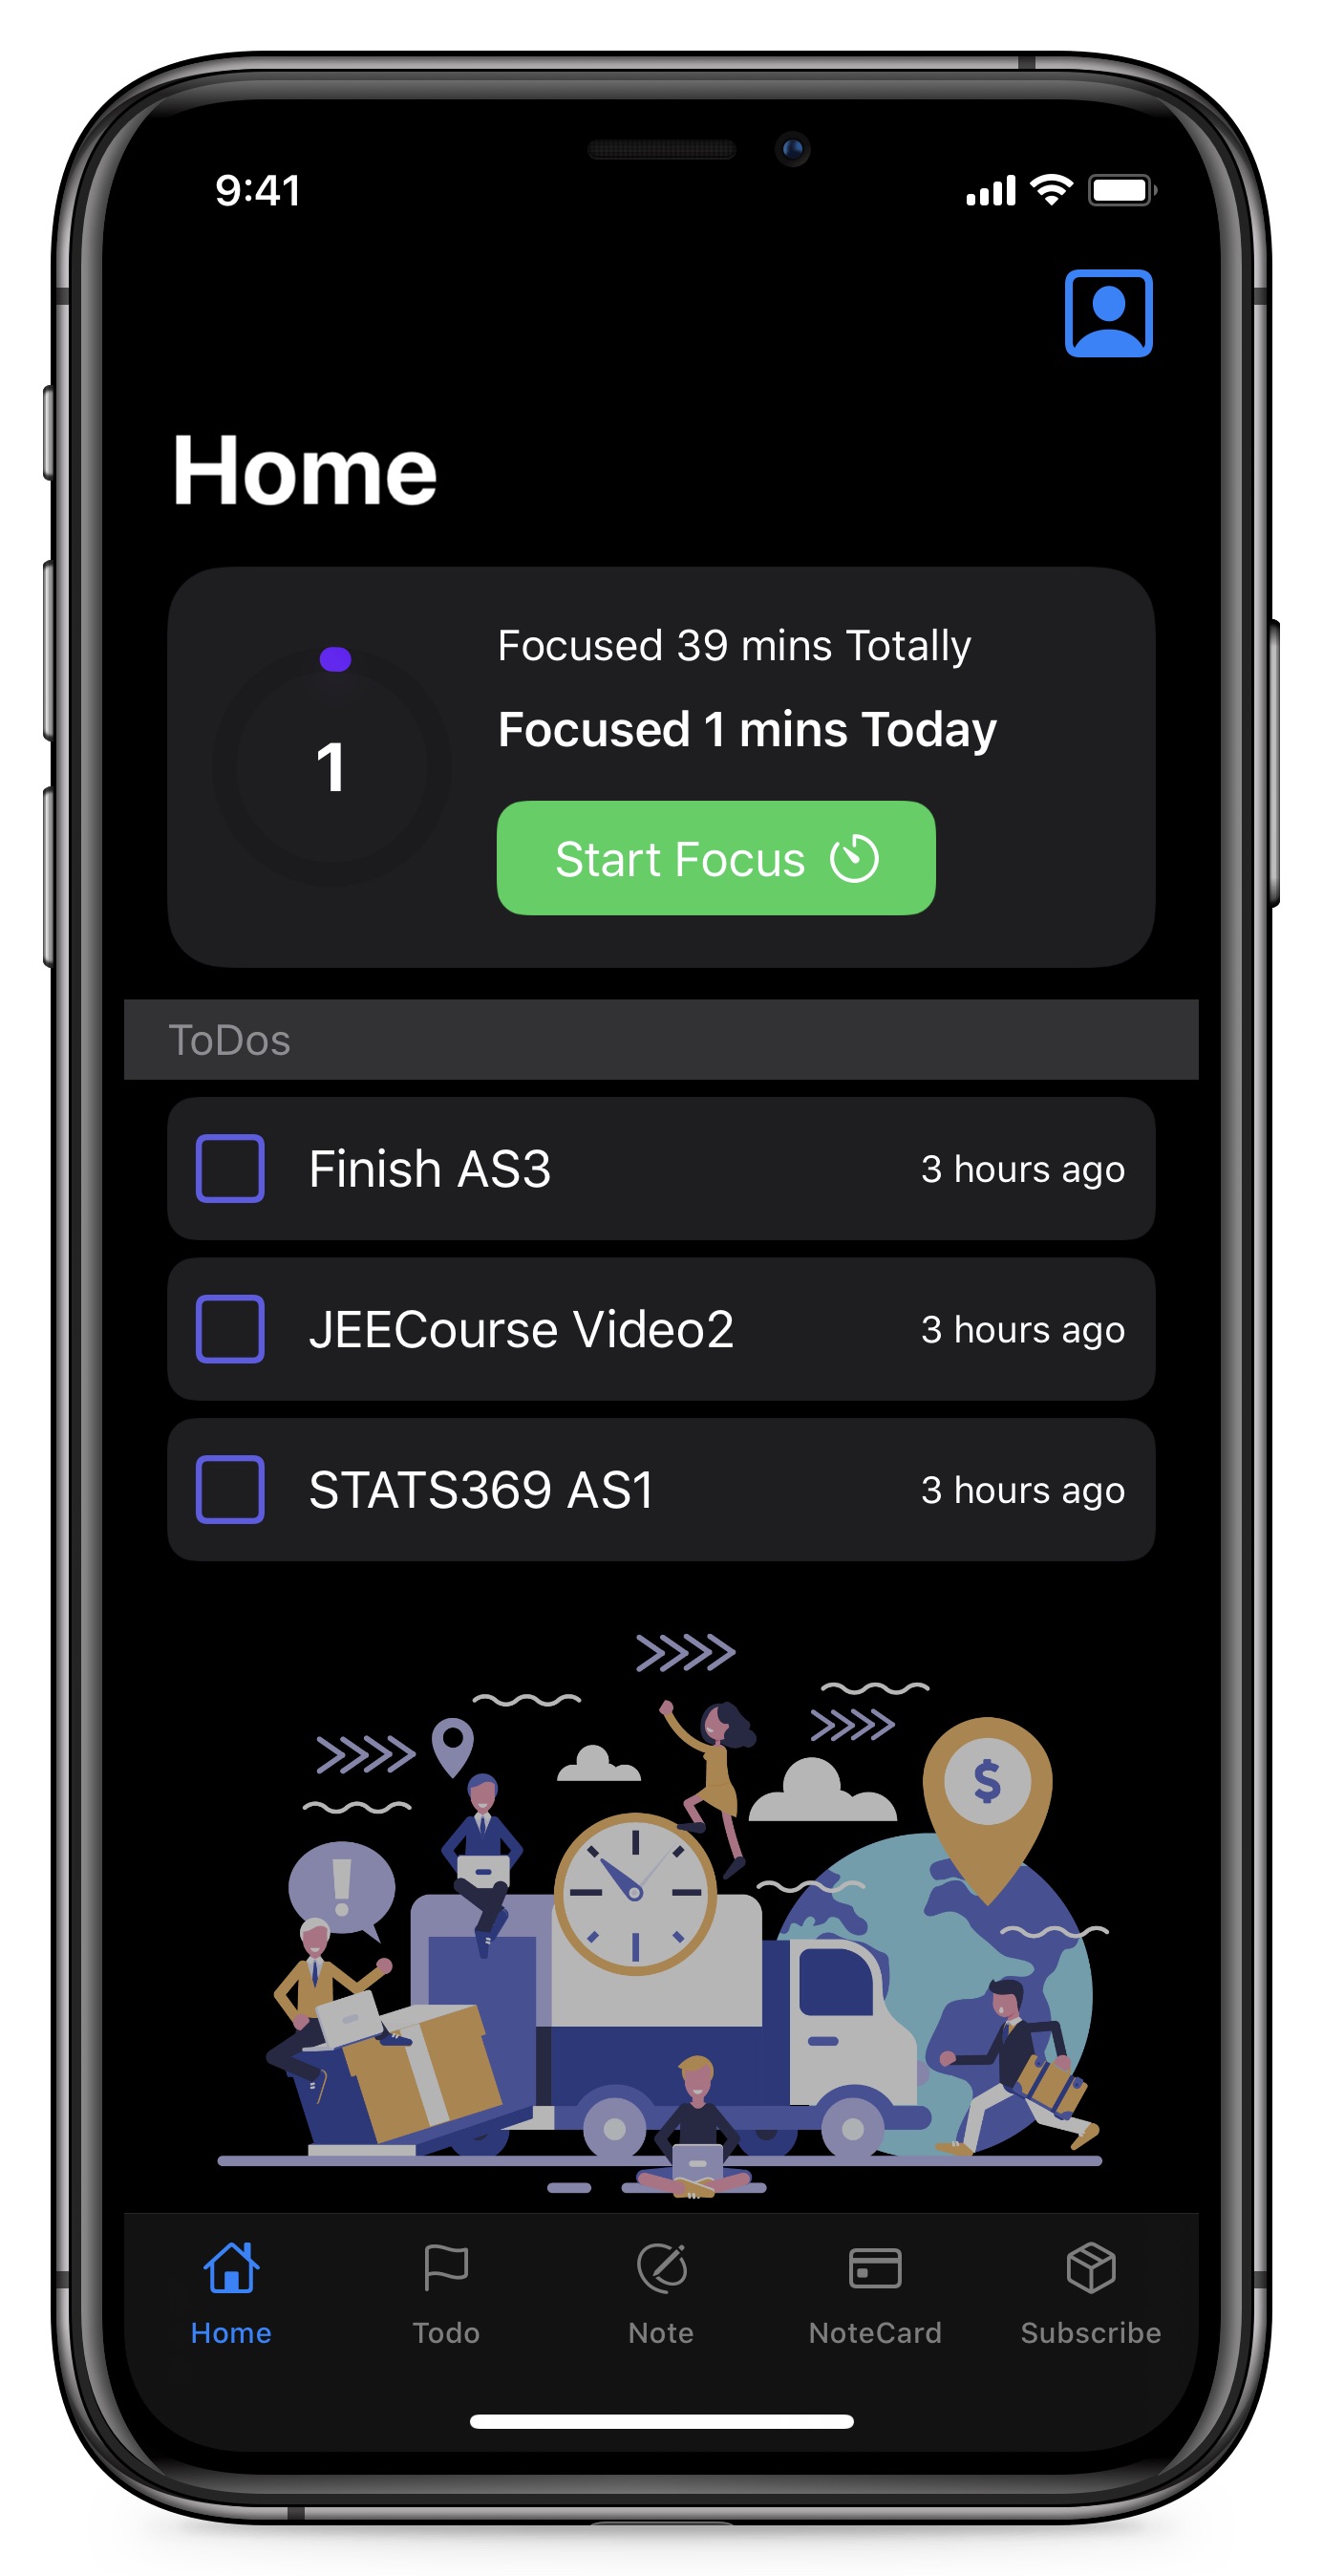 9:41
Home
Focused 39 mins Totally
Focused 1 mins Today
1
Start Focus
ToDos
Finish AS3 3 hours ago
JEECourse Video2 3 hours ago
STATS369 AS1 3 hours ago
$
!
Home Todo Note NoteCard Subscribe